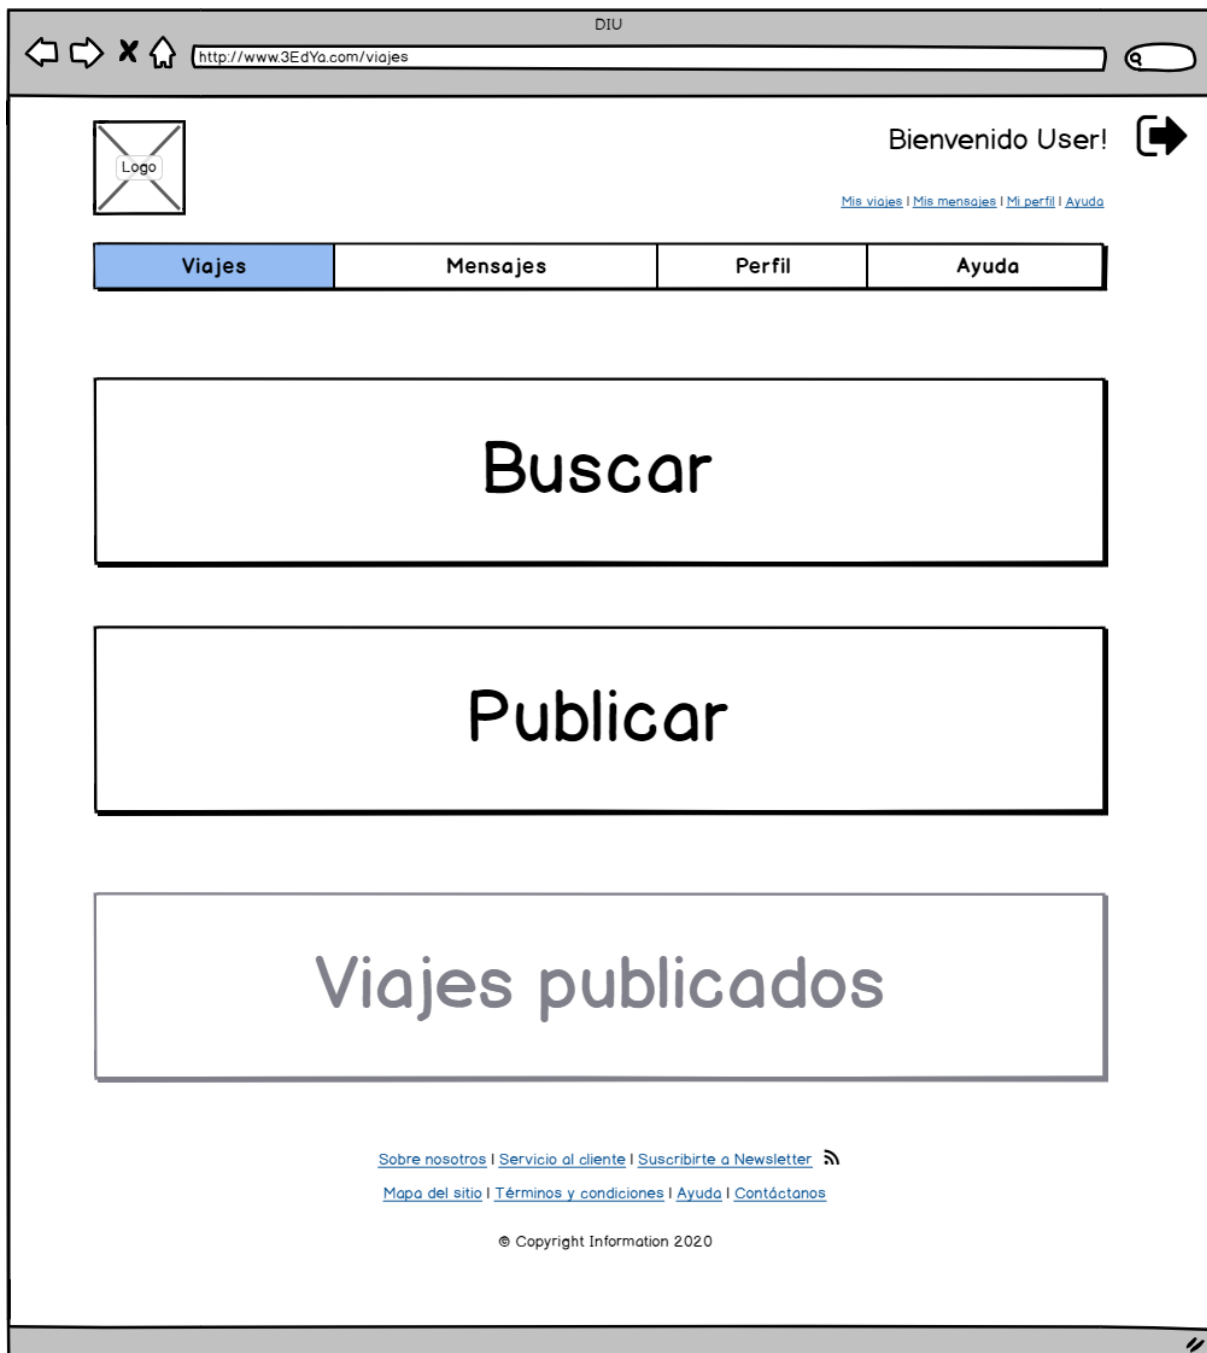 DIU
http://www.3EdYa.com/viajes
Logo
Bienvenido User!
Mis viajes | Mis mensajes | Mi perfil | Ayuda
Viajes Mensajes Perfil Ayuda
Buscar
Publicar
Viajes publicados
Sobre nosotros | Servicio al cliente | Suscribirte a Newsletter
Mapa del sitio | Términos y condiciones | Ayuda | Contáctanos
© Copyright Information 2020